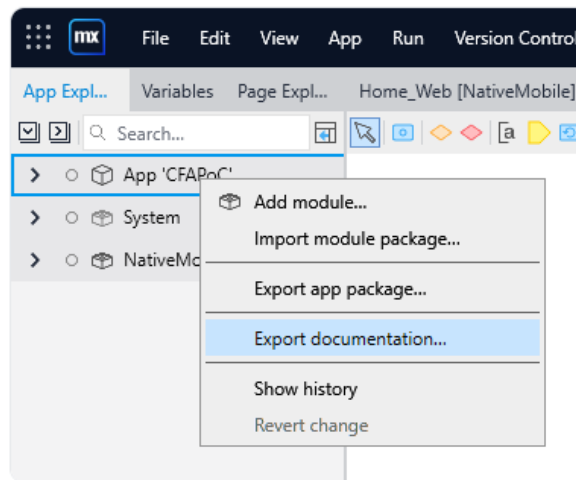 mx File Edit View App Run Version Control
App Expl... Variables Page Expl... Home_Web [NativeMobile]
Search... [a
App 'CFAPoC'
Add module...
System
Import module package...
NativeMo
Export app package...
Export documentation...
Show history
Revert change